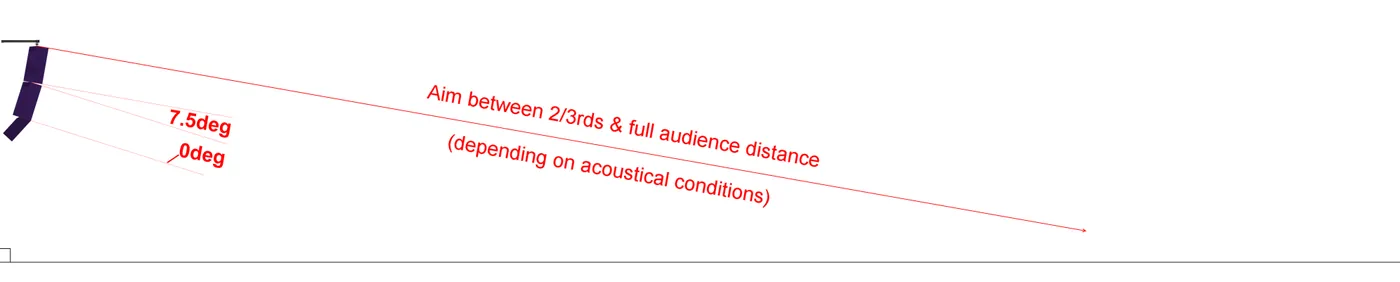 Aim between 2/3rds & full audience distance
(depending on acoustical conditions)
7.5deg
0deg